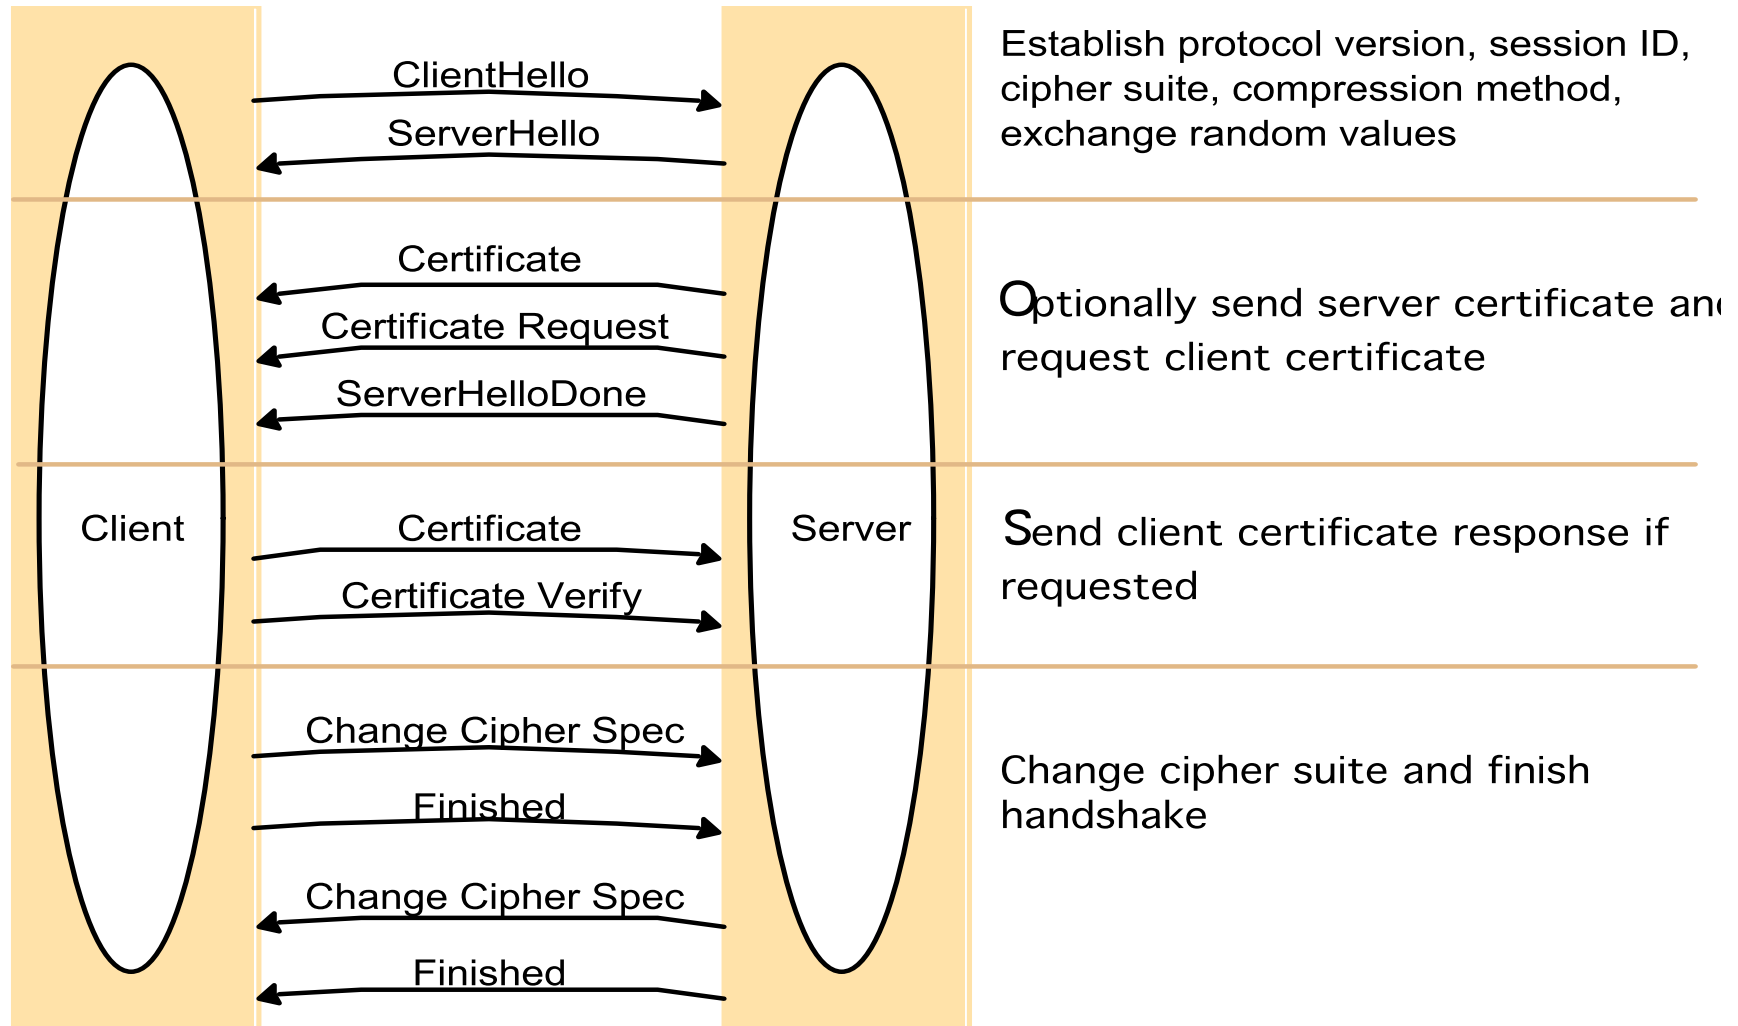 ClientHello
ServerHello
Establish protocol version, session ID,
cipher suite, compression method,
exchange random values
Certificate
Certificate Request
ServerHelloDone
Optionally send server certificate and
request client certificate
Client
Certificate
Certificate Verify
Server
Send client certificate response if
requested
Change Cipher Spec
Finished
Change Cipher Spec
Finished
Change cipher suite and finish
handshake